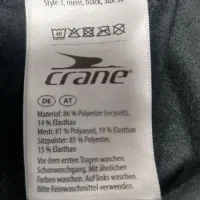 Style 3, mens, black, Size 50
40
crane®
DE AT
Material: 86 % Polyester (recycelt),
14 % Elasthan
Mesh: 81 % Polyamid, 19 % Elasthan
Sitzpolster: 85 % Polyester,
15 % Elasthan
Vor dem ersten Tragen waschen.
Schonwaschgang. Mit ähnlichen
Farben waschen. Auf links waschen.
Bitte Feinwaschmittel verwenden.